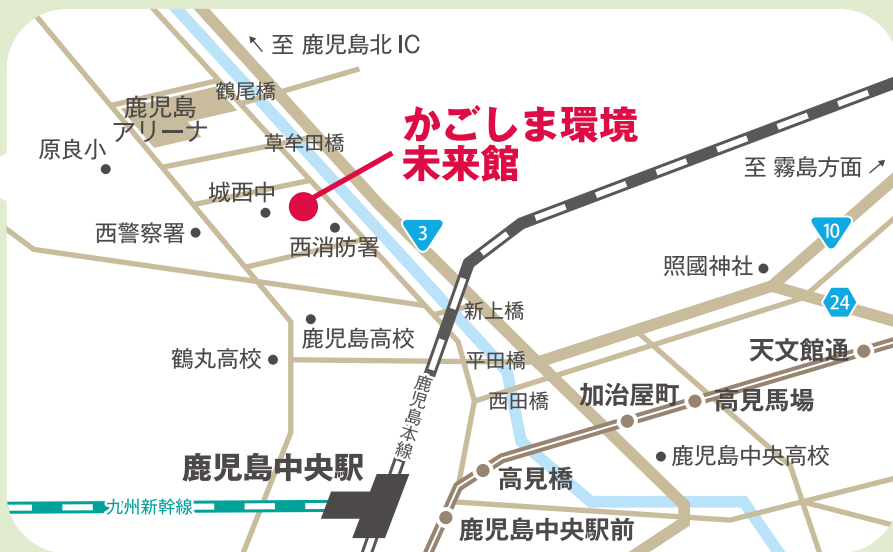 ↖ 至 鹿児島北IC
鶴尾橋
鹿児島
アリーナ
かごしま環境
未来館
草牟田橋
原良小
至 霧島方面 ↗
城西中
西警察署
西消防署
3
10
照國神社
24
新上橋
鹿児島高校
鶴丸高校
平田橋
天文館通
鹿児島本線
西田橋
加治屋町
高見馬場
鹿児島中央駅
鹿児島中央高校
高見橋
九州新幹線
鹿児島中央駅前